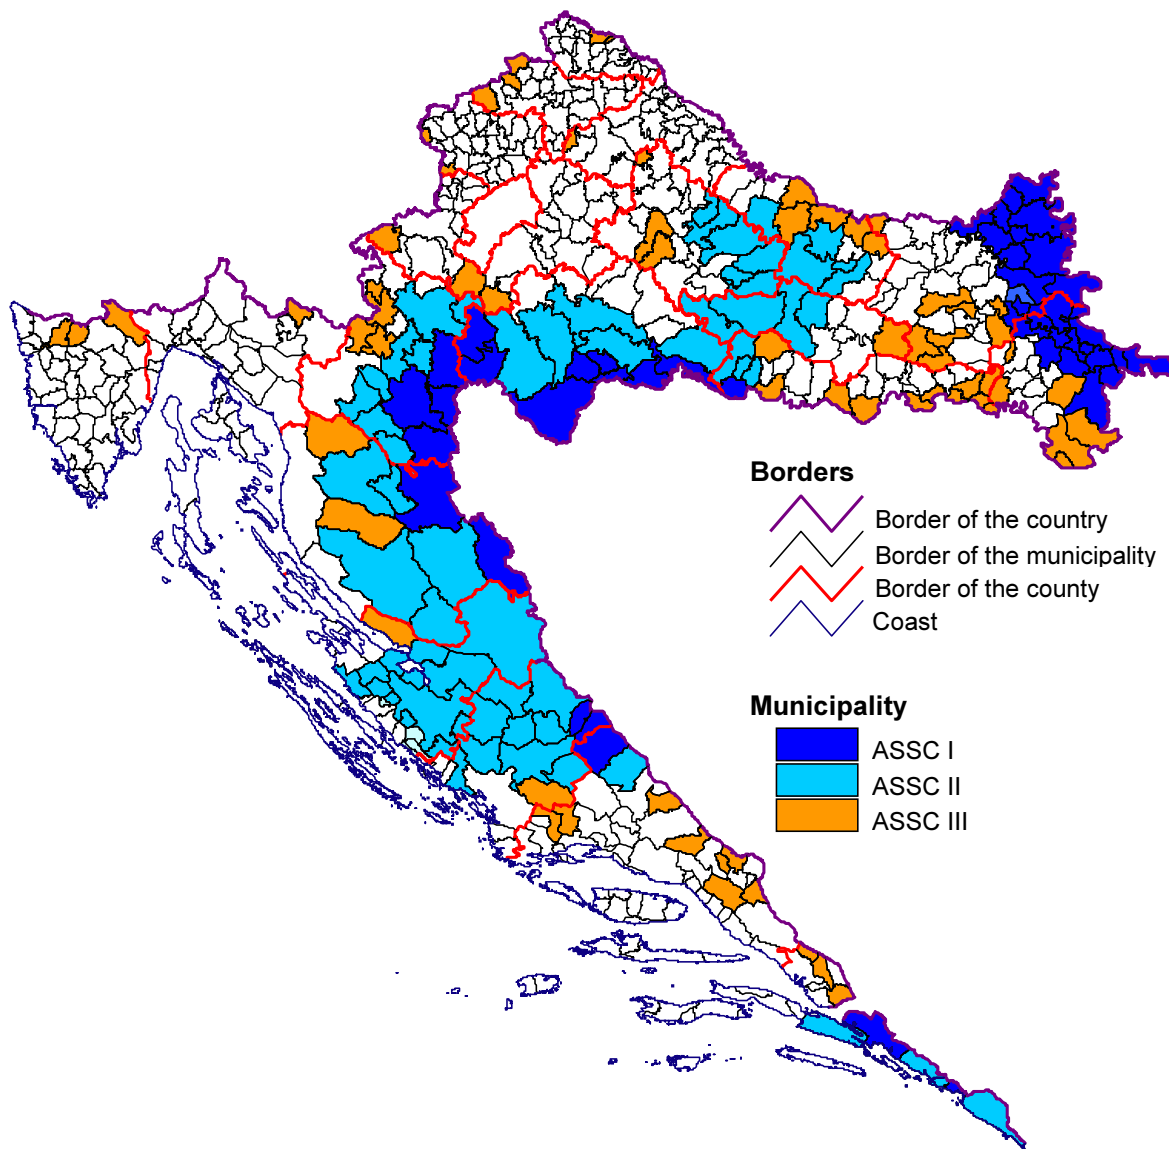 Borders
Border of the country
Border of the municipality
Border of the county
Coast
Municipality
ASSC I
ASSC II
ASSC III